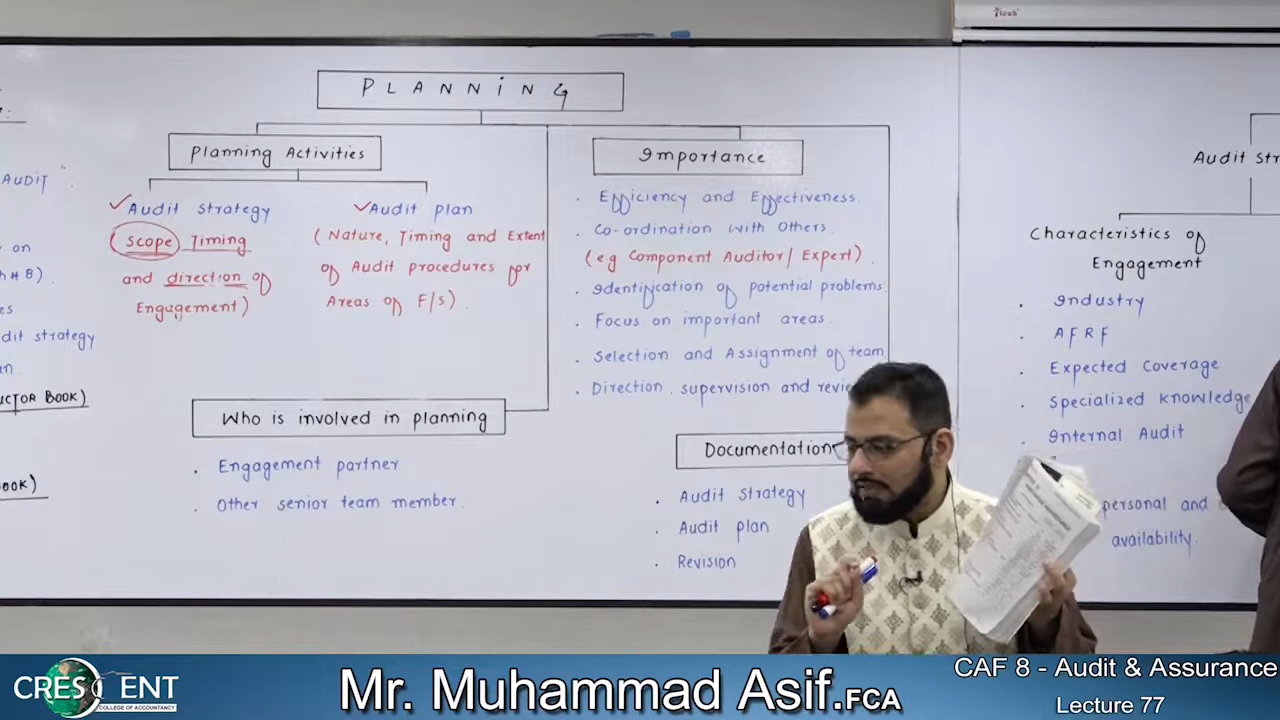 PLANNING
Planning Activities
Importance
Audit strategy
Audit plan
(scope Timing
and direction of
Engagement)
(Nature, Timing and Extent
of Audit procedures for
Areas of F/s).
. Efficiency and Effectiveness.
. Co-ordination with Others.
(eg Component Auditor/ Expert).
. Identification of potential problems.
. Focus on important areas.
. Selection and Assignment of team
. Direction, supervision and
Who is involved in planning
. Engagement partner
. Other senior team member.
Documentation
. Audit strategy
. Audit plan
. Revision
Audit
Characteristics of
Engagement
. Industry
. AFRF
. Expected Coverage
. Specialized knowledge
. Internal Audit
personal and
availability.
AUDIT
on
strategy
BOOK)
CRESCENT
COLLEGE OF ACCOUNTANCY
Mr. Muhammad Asif.FCA
CAF 8 - Audit & Assurance
Lecture 77